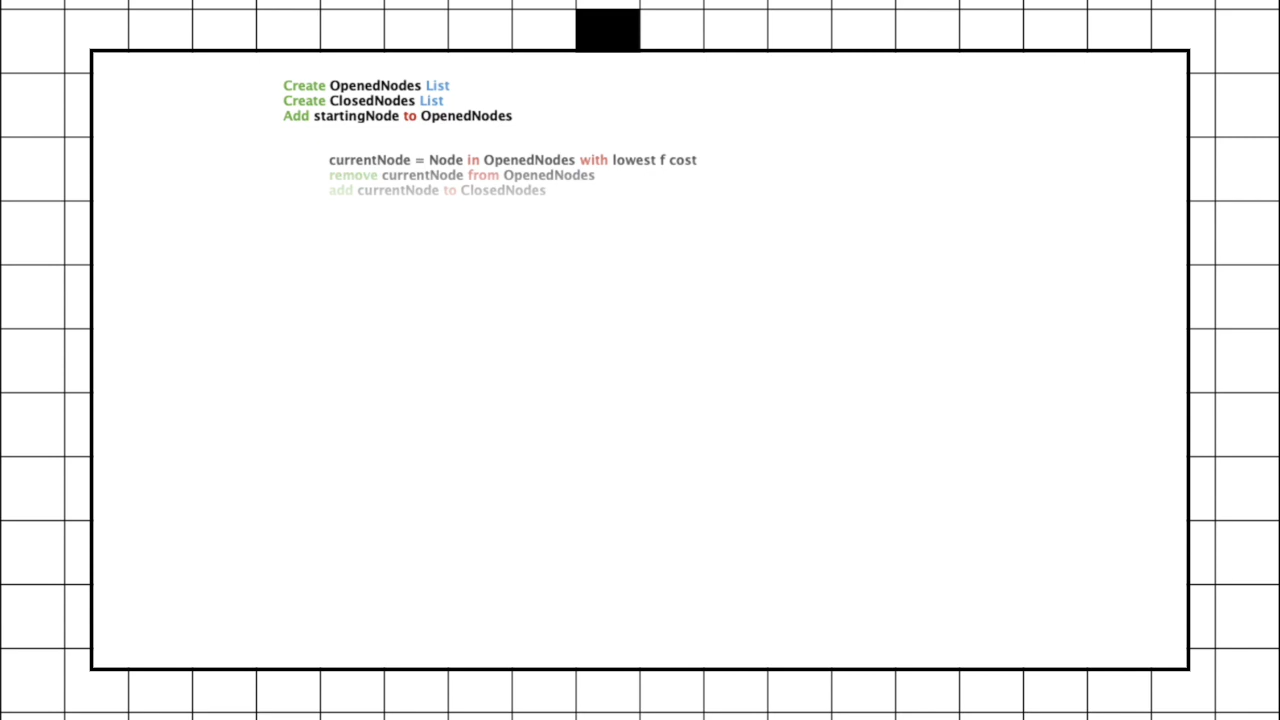 Create OpenedNodes List
Create ClosedNodes List
Add startingNode to OpenedNodes
currentNode = Node in OpenedNodes with lowest f cost
remove currentNode from OpenedNodes
add currentNode to ClosedNodes